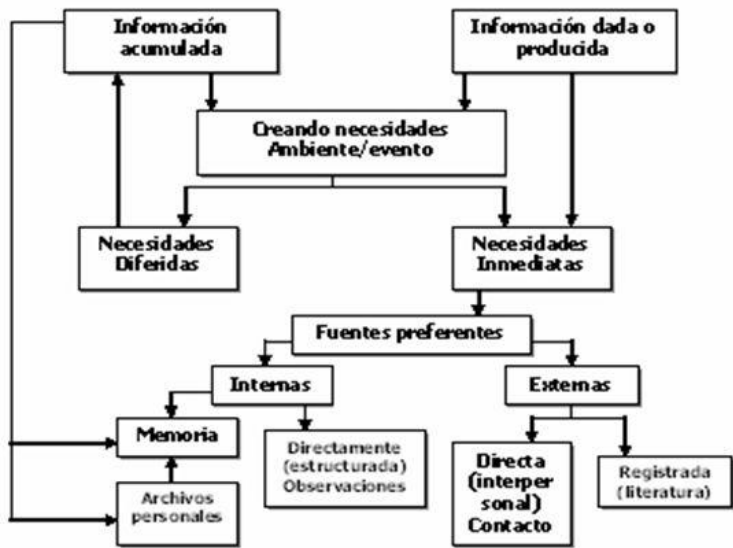 Información
acumulada
Información dada o
producida
Creando necesidades
Ambiente/evento
Necesidades
Diferidas
Necesidades
Inmediatas
Fuentes preferentes
Internas
Externas
Memoria
Directamente
(estructurada)
Observaciones
Directa
(interper
sonal)
Contacto
Registrada
(literatura)
Archivos
personales